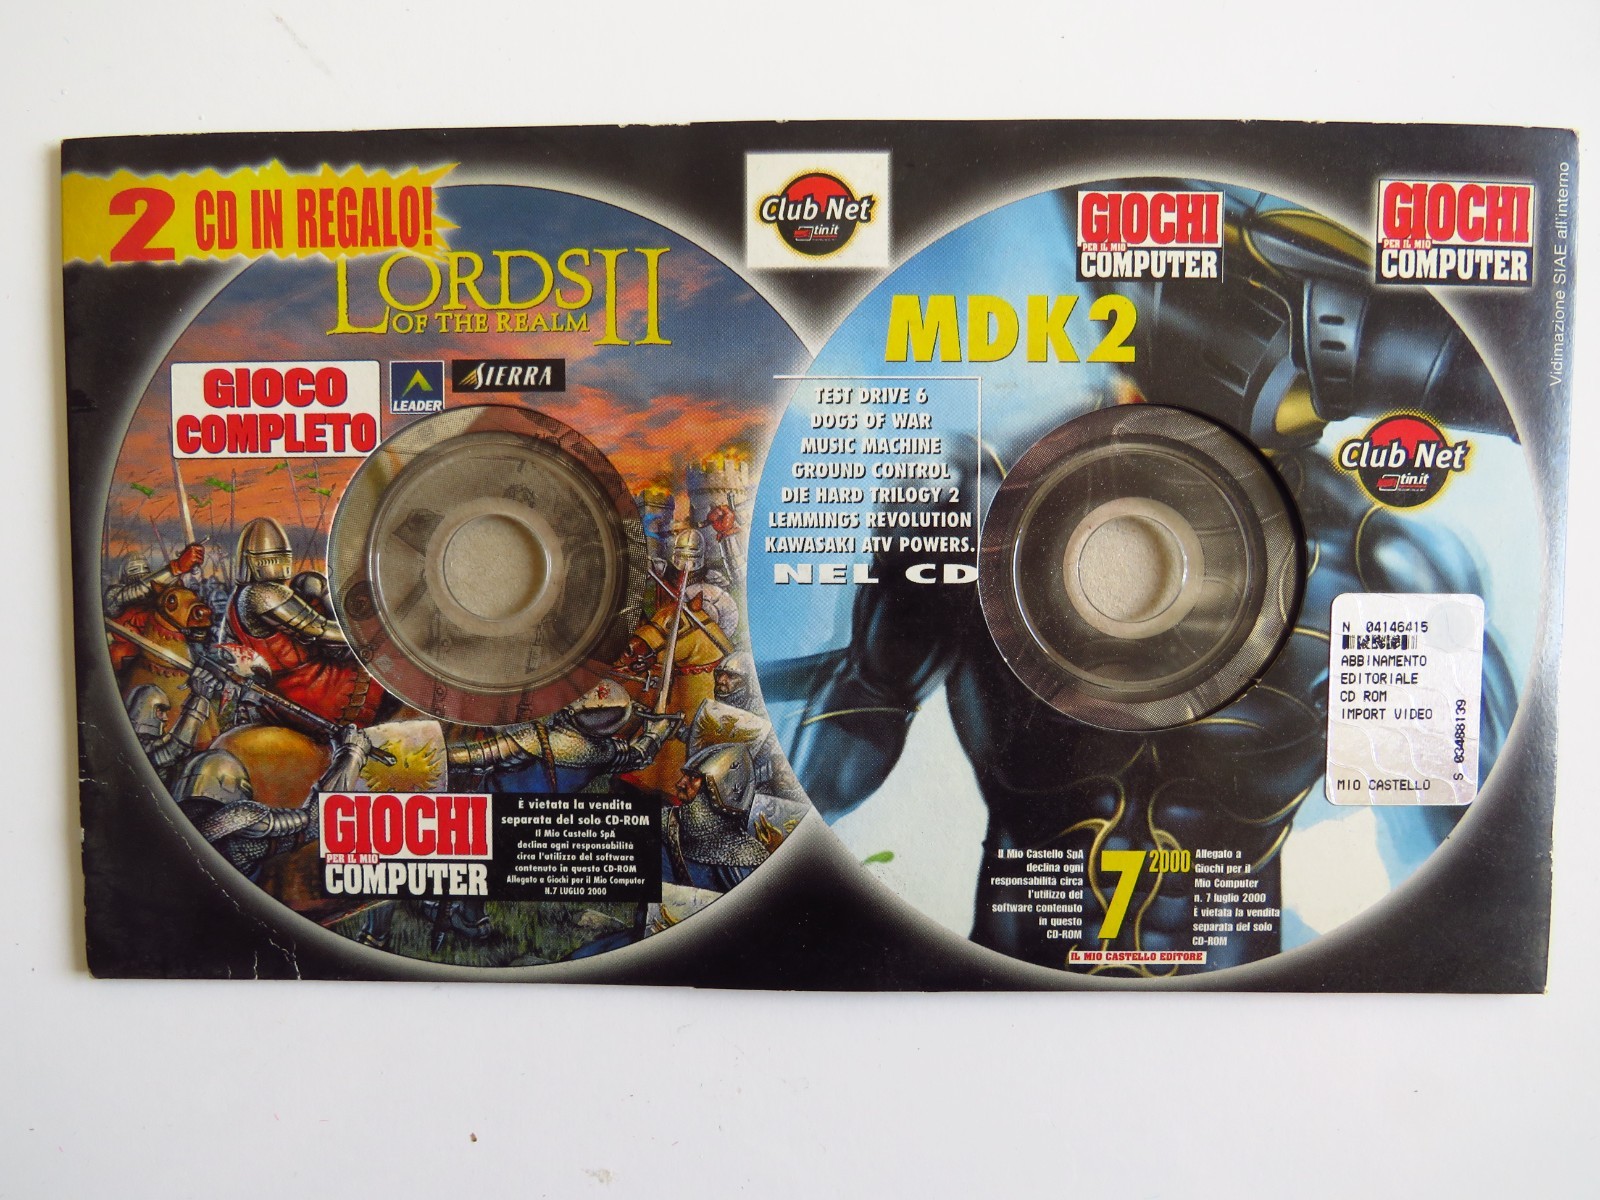 2 CD IN REGALO!
LORDS II
OF THE REALM
GIOCO
COMPLETO
LEADER
SIERRA
GIOCHI
PER IL MIO
COMPUTER
È vietata la vendita
separata del solo CD-ROM
Il Mio Castello SpA
declina ogni responsabilità
circa l'utilizzo del software
contenuto in questo CD-ROM
Allegato a Giochi per il Mio Computer
N.7 LUGLIO 2000
Club Net
tin.it
GIOCHI
PER IL MIO
COMPUTER
GIOCHI
PER IL MIO
COMPUTER
Vidimazione SIAE all'interno
MDK2
TEST DRIVE 6
DOGS OF WAR
MUSIC MACHINE
GROUND CONTROL
DIE HARD TRILOGY 2
LEMMINGS REVOLUTION
KAWASAKI ATV POWERS.
NEL CD
Club Net
tin.it
N 04146415
ABBINAMENTO
EDITORIALE
CD ROM
IMPORT VIDEO
S 03488139
MIO CASTELLO
Il Mio Castello SpA
declina ogni
responsabilità circa
l'utilizzo del
software contenuto
in questo
CD-ROM
7 2000
Allegato a
Giochi per il
Mio Computer
n. 7 luglio 2000
È vietata la vendita
separata del solo
CD-ROM
IL MIO CASTELLO EDITORE